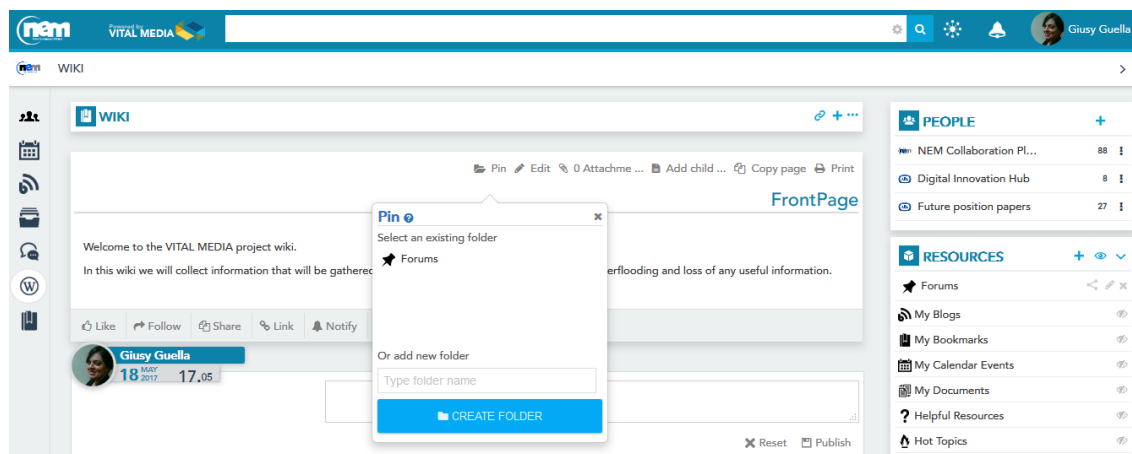 nem Powered by VITAL MEDIA
Giusy Guella
nem WIKI
WIKI
Pin Edit 0 Attachme ... Add child ... Copy page Print
FrontPage
Welcome to the VITAL MEDIA project wiki.
In this wiki we will collect information that will be gathered
erflooding and loss of any useful information.
Like Follow Share Link Notify
Giusy Guella
18 MAY 2017 17.05
Reset Publish
Pin
Select an existing folder
Forums
Or add new folder
Type folder name
CREATE FOLDER
PEOPLE
nem NEM Collaboration Pl... 88
Digital Innovation Hub 8
Future position papers 27
RESOURCES
Forums
My Blogs
My Bookmarks
My Calendar Events
My Documents
Helpful Resources
Hot Topics